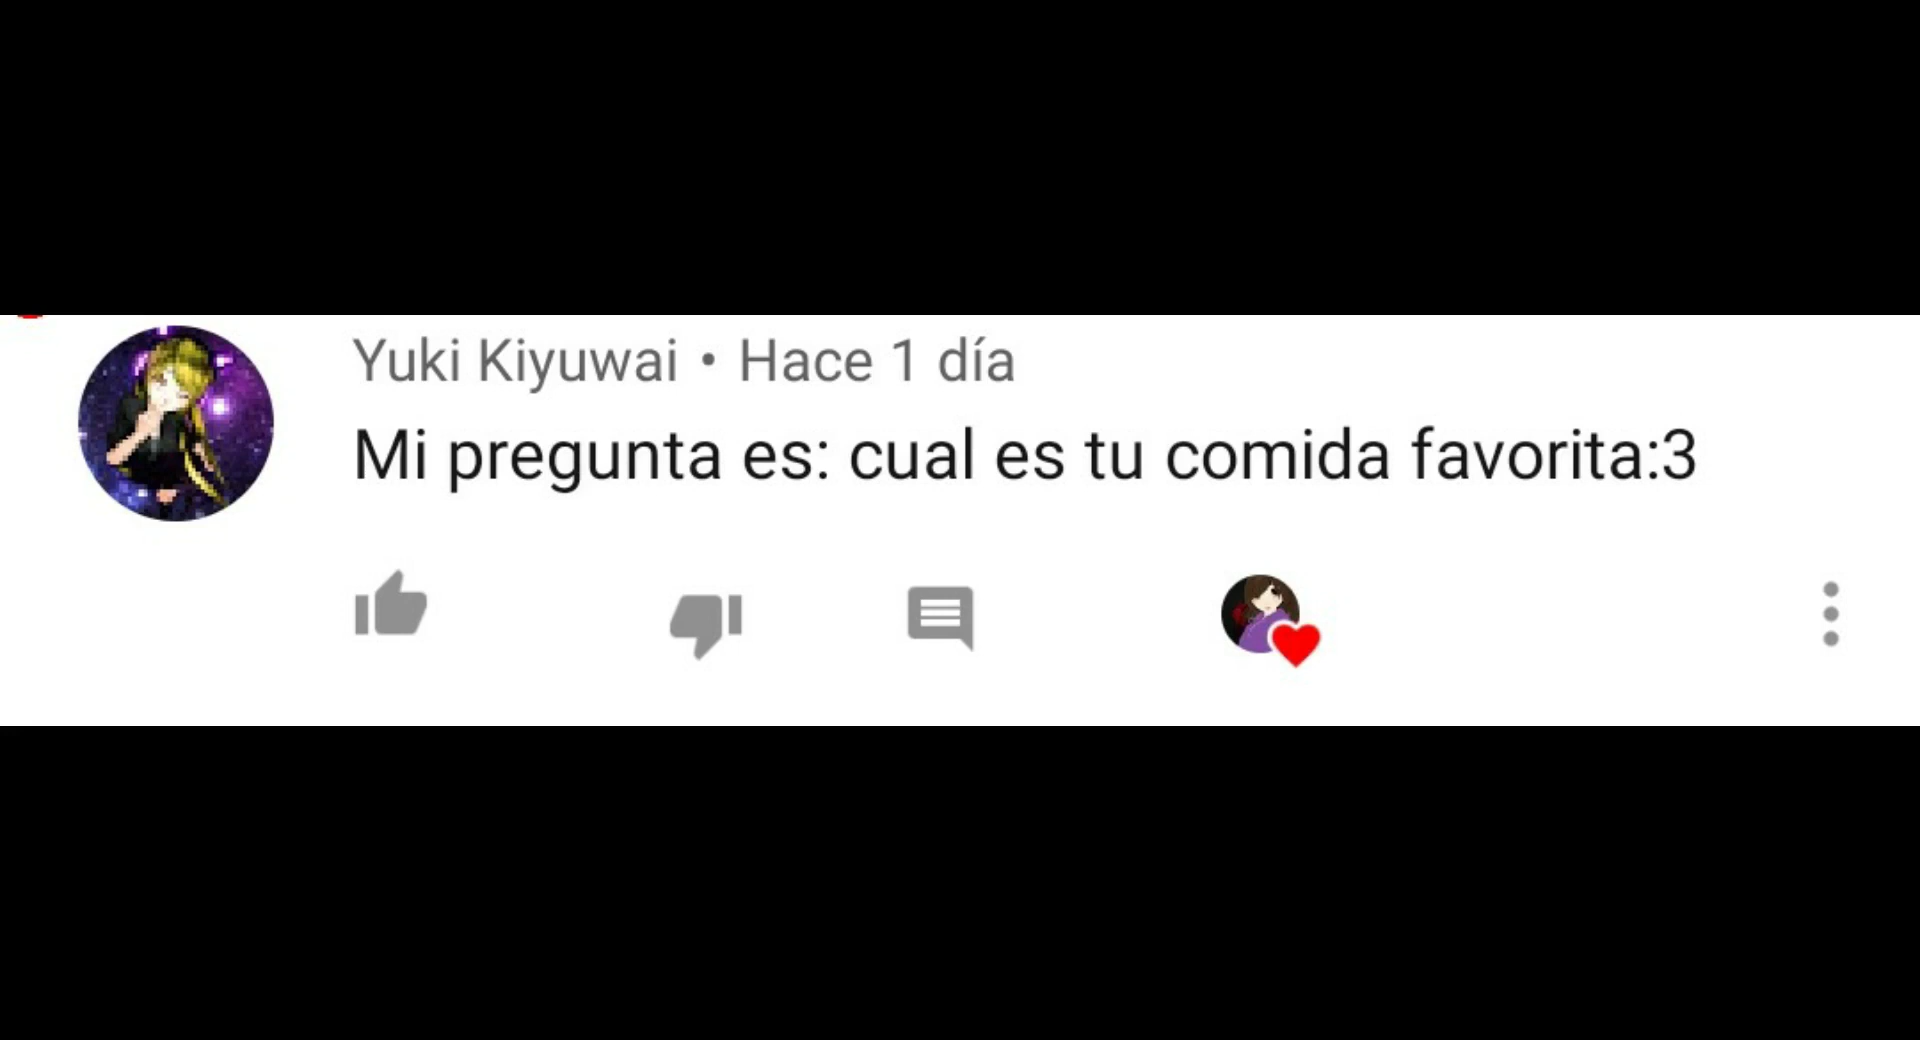 Yuki Kiyuwai • Hace 1 día
Mi pregunta es: cual es tu comida favorita:3